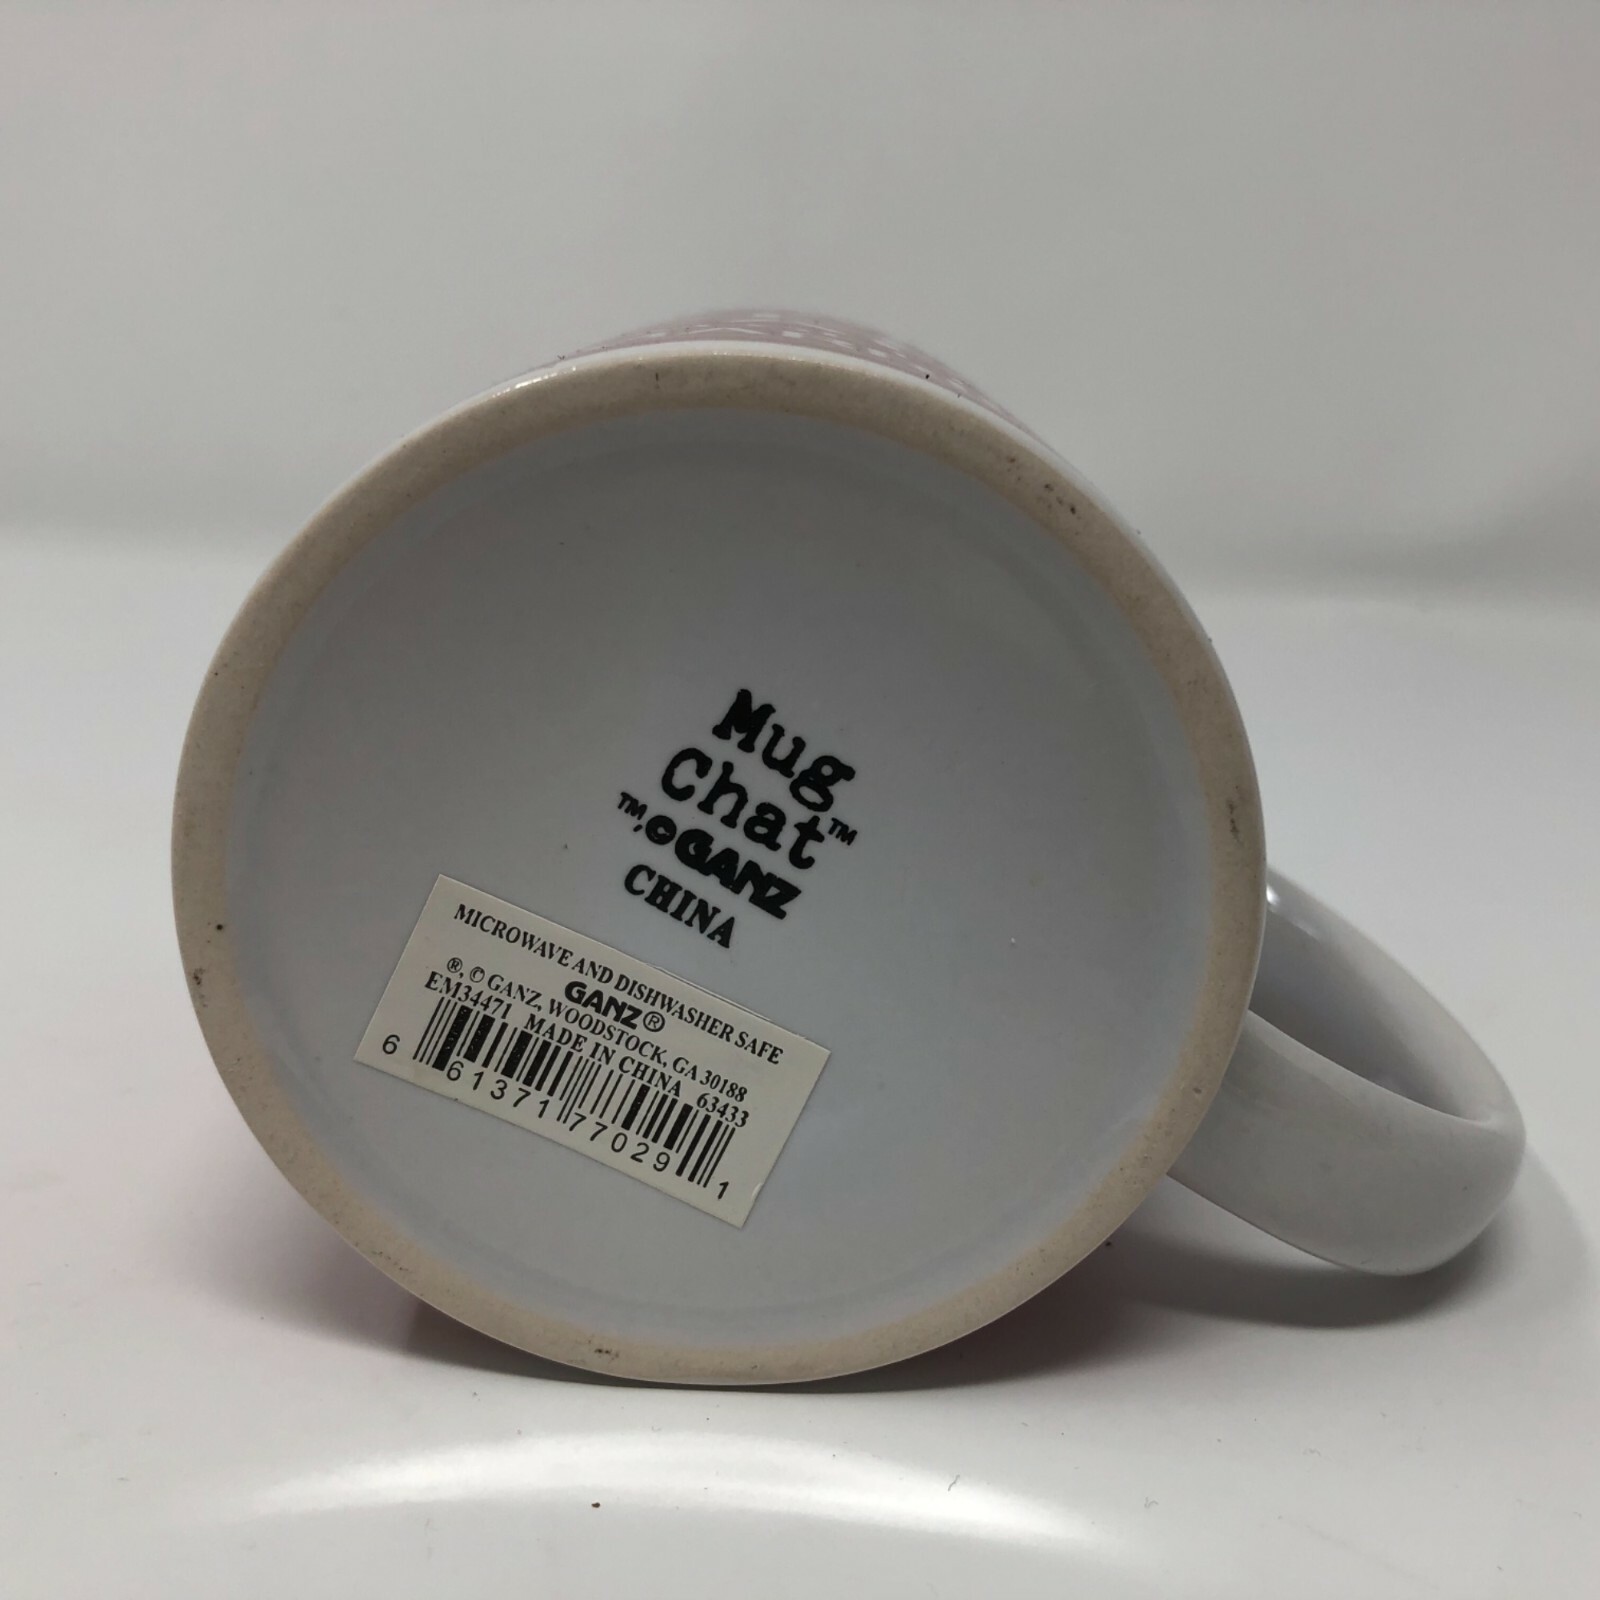 Mug
Chat™
™,©GANZ
CHINA
MICROWAVE AND DISHWASHER SAFE
GANZ®
®, © GANZ, WOODSTOCK, GA 30188
EM34471 MADE IN CHINA 63433
6 61371 77029 1